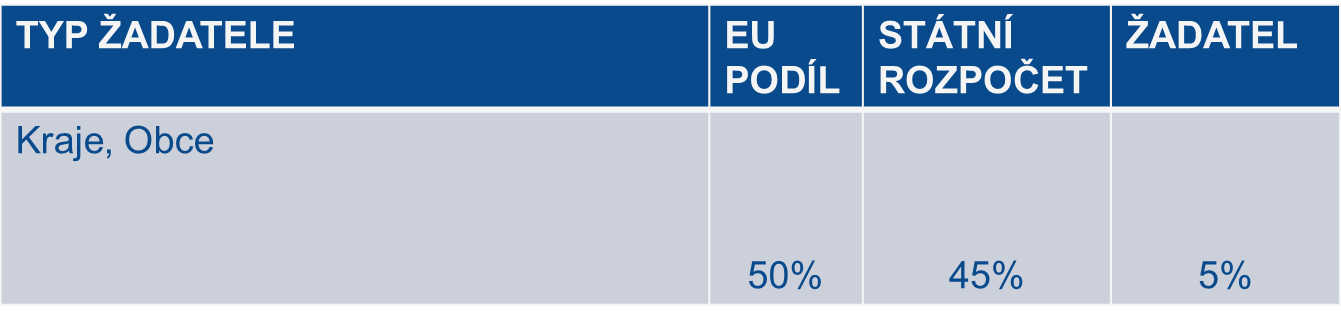 TYP ŽADATELE
EU PODÍL
STÁTNÍ ROZPOČET
ŽADATEL
Kraje, Obce
50%
45%
5%